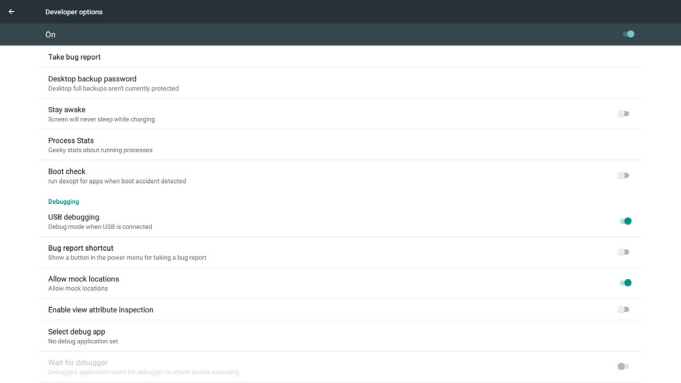 Developer options
On
Take bug report
Desktop backup password
Desktop full backups aren't currently protected
Stay awake
Screen will never sleep while charging
Process Stats
Geeky stats about running processes
Boot check
run dexopt for apps when boot accident detected
Debugging
USB debugging
Debug mode when USB is connected
Bug report shortcut
Show a button in the power menu for taking a bug report
Allow mock locations
Allow mock locations
Enable view attribute inspection
Select debug app
No debug application set
Wait for debugger
Debugged application waits for debugger to attach before executing